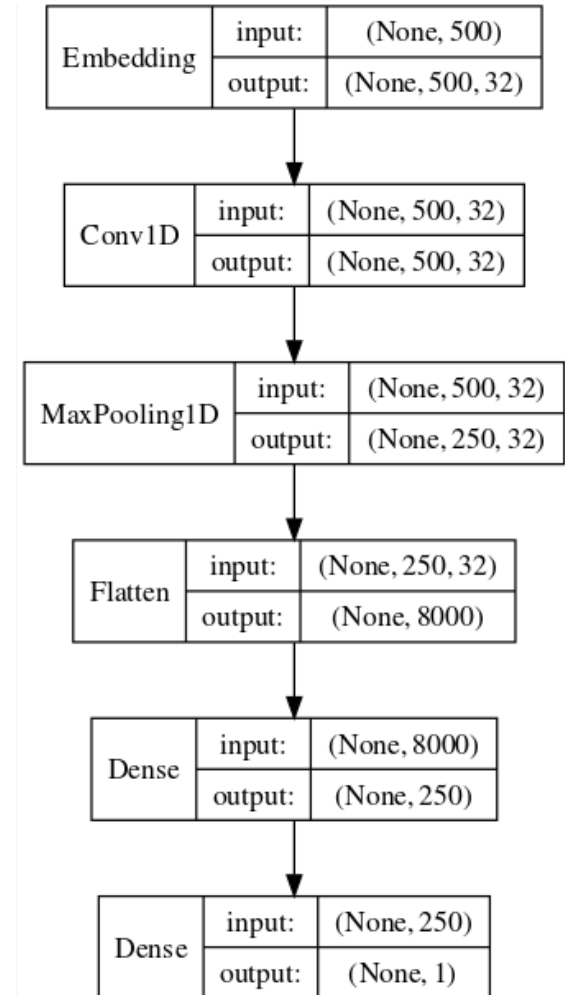 Embedding
input: (None, 500)
output: (None, 500, 32)
Conv1D
input: (None, 500, 32)
output: (None, 500, 32)
MaxPooling1D
input: (None, 500, 32)
output: (None, 250, 32)
Flatten
input: (None, 250, 32)
output: (None, 8000)
Dense
input: (None, 8000)
output: (None, 250)
Dense
input: (None, 250)
output: (None, 1)